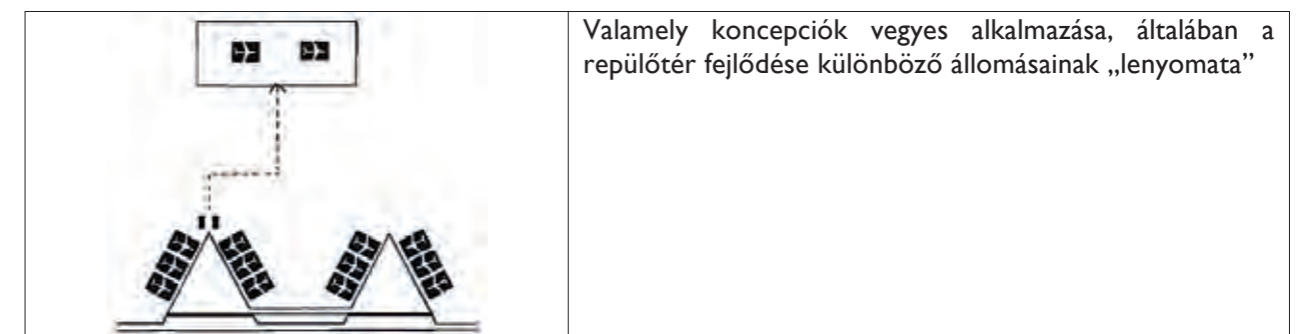 Valamely koncepciók vegyes alkalmazása, általában a
repülőtér fejlődése különböző állomásainak „lenyomata”